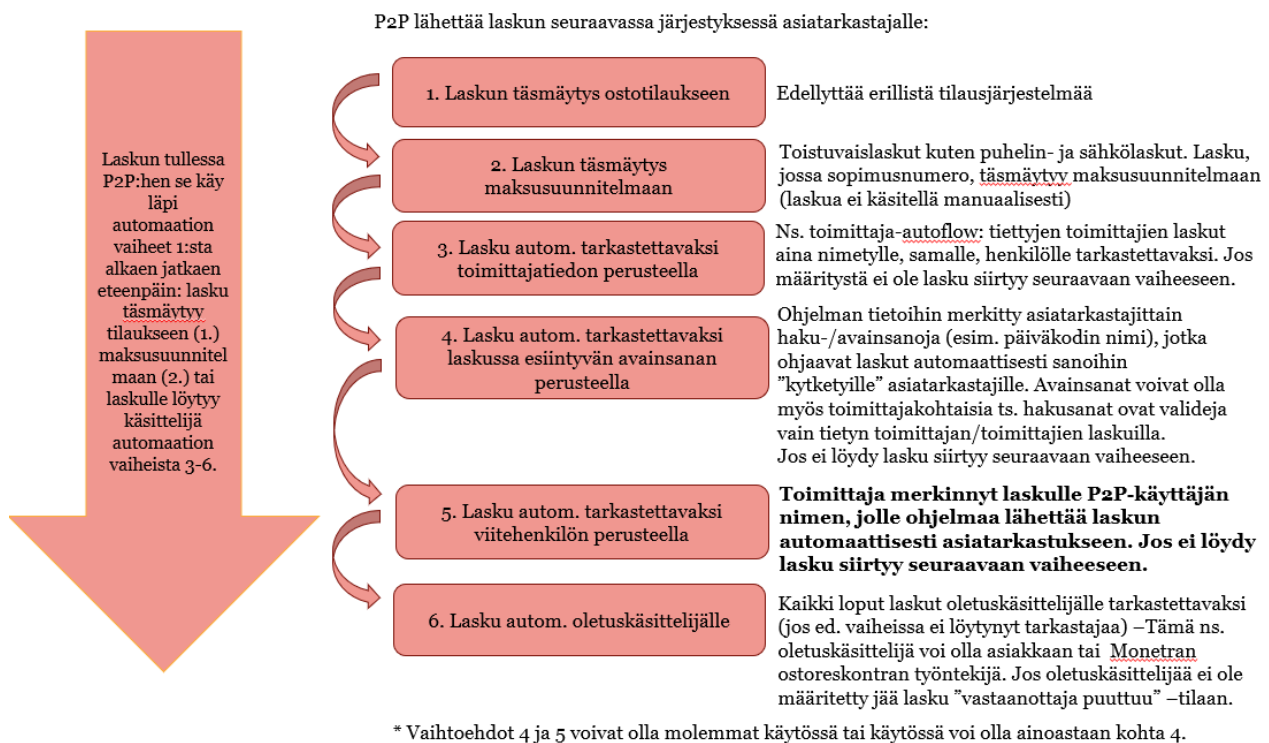 P2P lähettää laskun seuraavassa järjestyksessä asiatarkastajalle:
Laskun tullessa
P2P:hen se käy
läpi
automaation
vaiheet 1:sta
alkaen jatkaen
eteenpäin: lasku
täsmäytyy
tilaukseen (1.)
maksusuunnitel
maan (2.) tai
laskulle löytyy
käsittelijä
automaation
vaiheista 3-6.
1. Laskun täsmäytys ostotilaukseen
Edellyttää erillistä tilausjärjestelmää
2. Laskun täsmäytys
maksusuunnitelmaan
Toistuvaislaskut kuten puhelin- ja sähkölaskut. Lasku,
jossa sopimusnumero, täsmäytyy maksusuunnitelmaan
(laskua ei käsitellä manuaalisesti)
3. Lasku autom. tarkastettavaksi
toimittajatiedon perusteella
Ns. toimittaja-autoflow: tiettyjen toimittajien laskut
aina nimetylle, samalle, henkilölle tarkastettavaksi. Jos
määritystä ei ole lasku siirtyy seuraavaan vaiheeseen.
4. Lasku autom. tarkastettavaksi
laskussa esiintyvän avainsanan
perusteella
Ohjelman tietoihin merkitty asiatarkastajittain
haku-/avainsanoja (esim. päiväkodin nimi), jotka
ohjaavat laskut automaattisesti sanoihin
”kytketyille” asiatarkastajille. Avainsanat voivat olla
myös toimittajakohtaisia ts. hakusanat ovat valideja
vain tietyn toimittajan/toimittajien laskuilla.
Jos ei löydy lasku siirtyy seuraavaan vaiheeseen.
5. Lasku autom. tarkastettavaksi
viitehenkilön perusteella
Toimittaja merkinnyt laskulle P2P-käyttäjän
nimen, jolle ohjelmaa lähettää laskun
automaattisesti asiatarkastukseen. Jos ei löydy
lasku siirtyy seuraavaan vaiheeseen.
6. Lasku autom. oletuskäsittelijälle
Kaikki loput laskut oletuskäsittelijälle tarkastettavaksi
(jos ed. vaiheissa ei löytynyt tarkastajaa) –Tämä ns.
oletuskäsittelijä voi olla asiakkaan tai Monetran
ostoreskontran työntekijä. Jos oletuskäsittelijää ei ole
määritetty jää lasku ”vastaanottaja puuttuu” –tilaan.
* Vaihtoehdot 4 ja 5 voivat olla molemmat käytössä tai käytössä voi olla ainoastaan kohta 4.